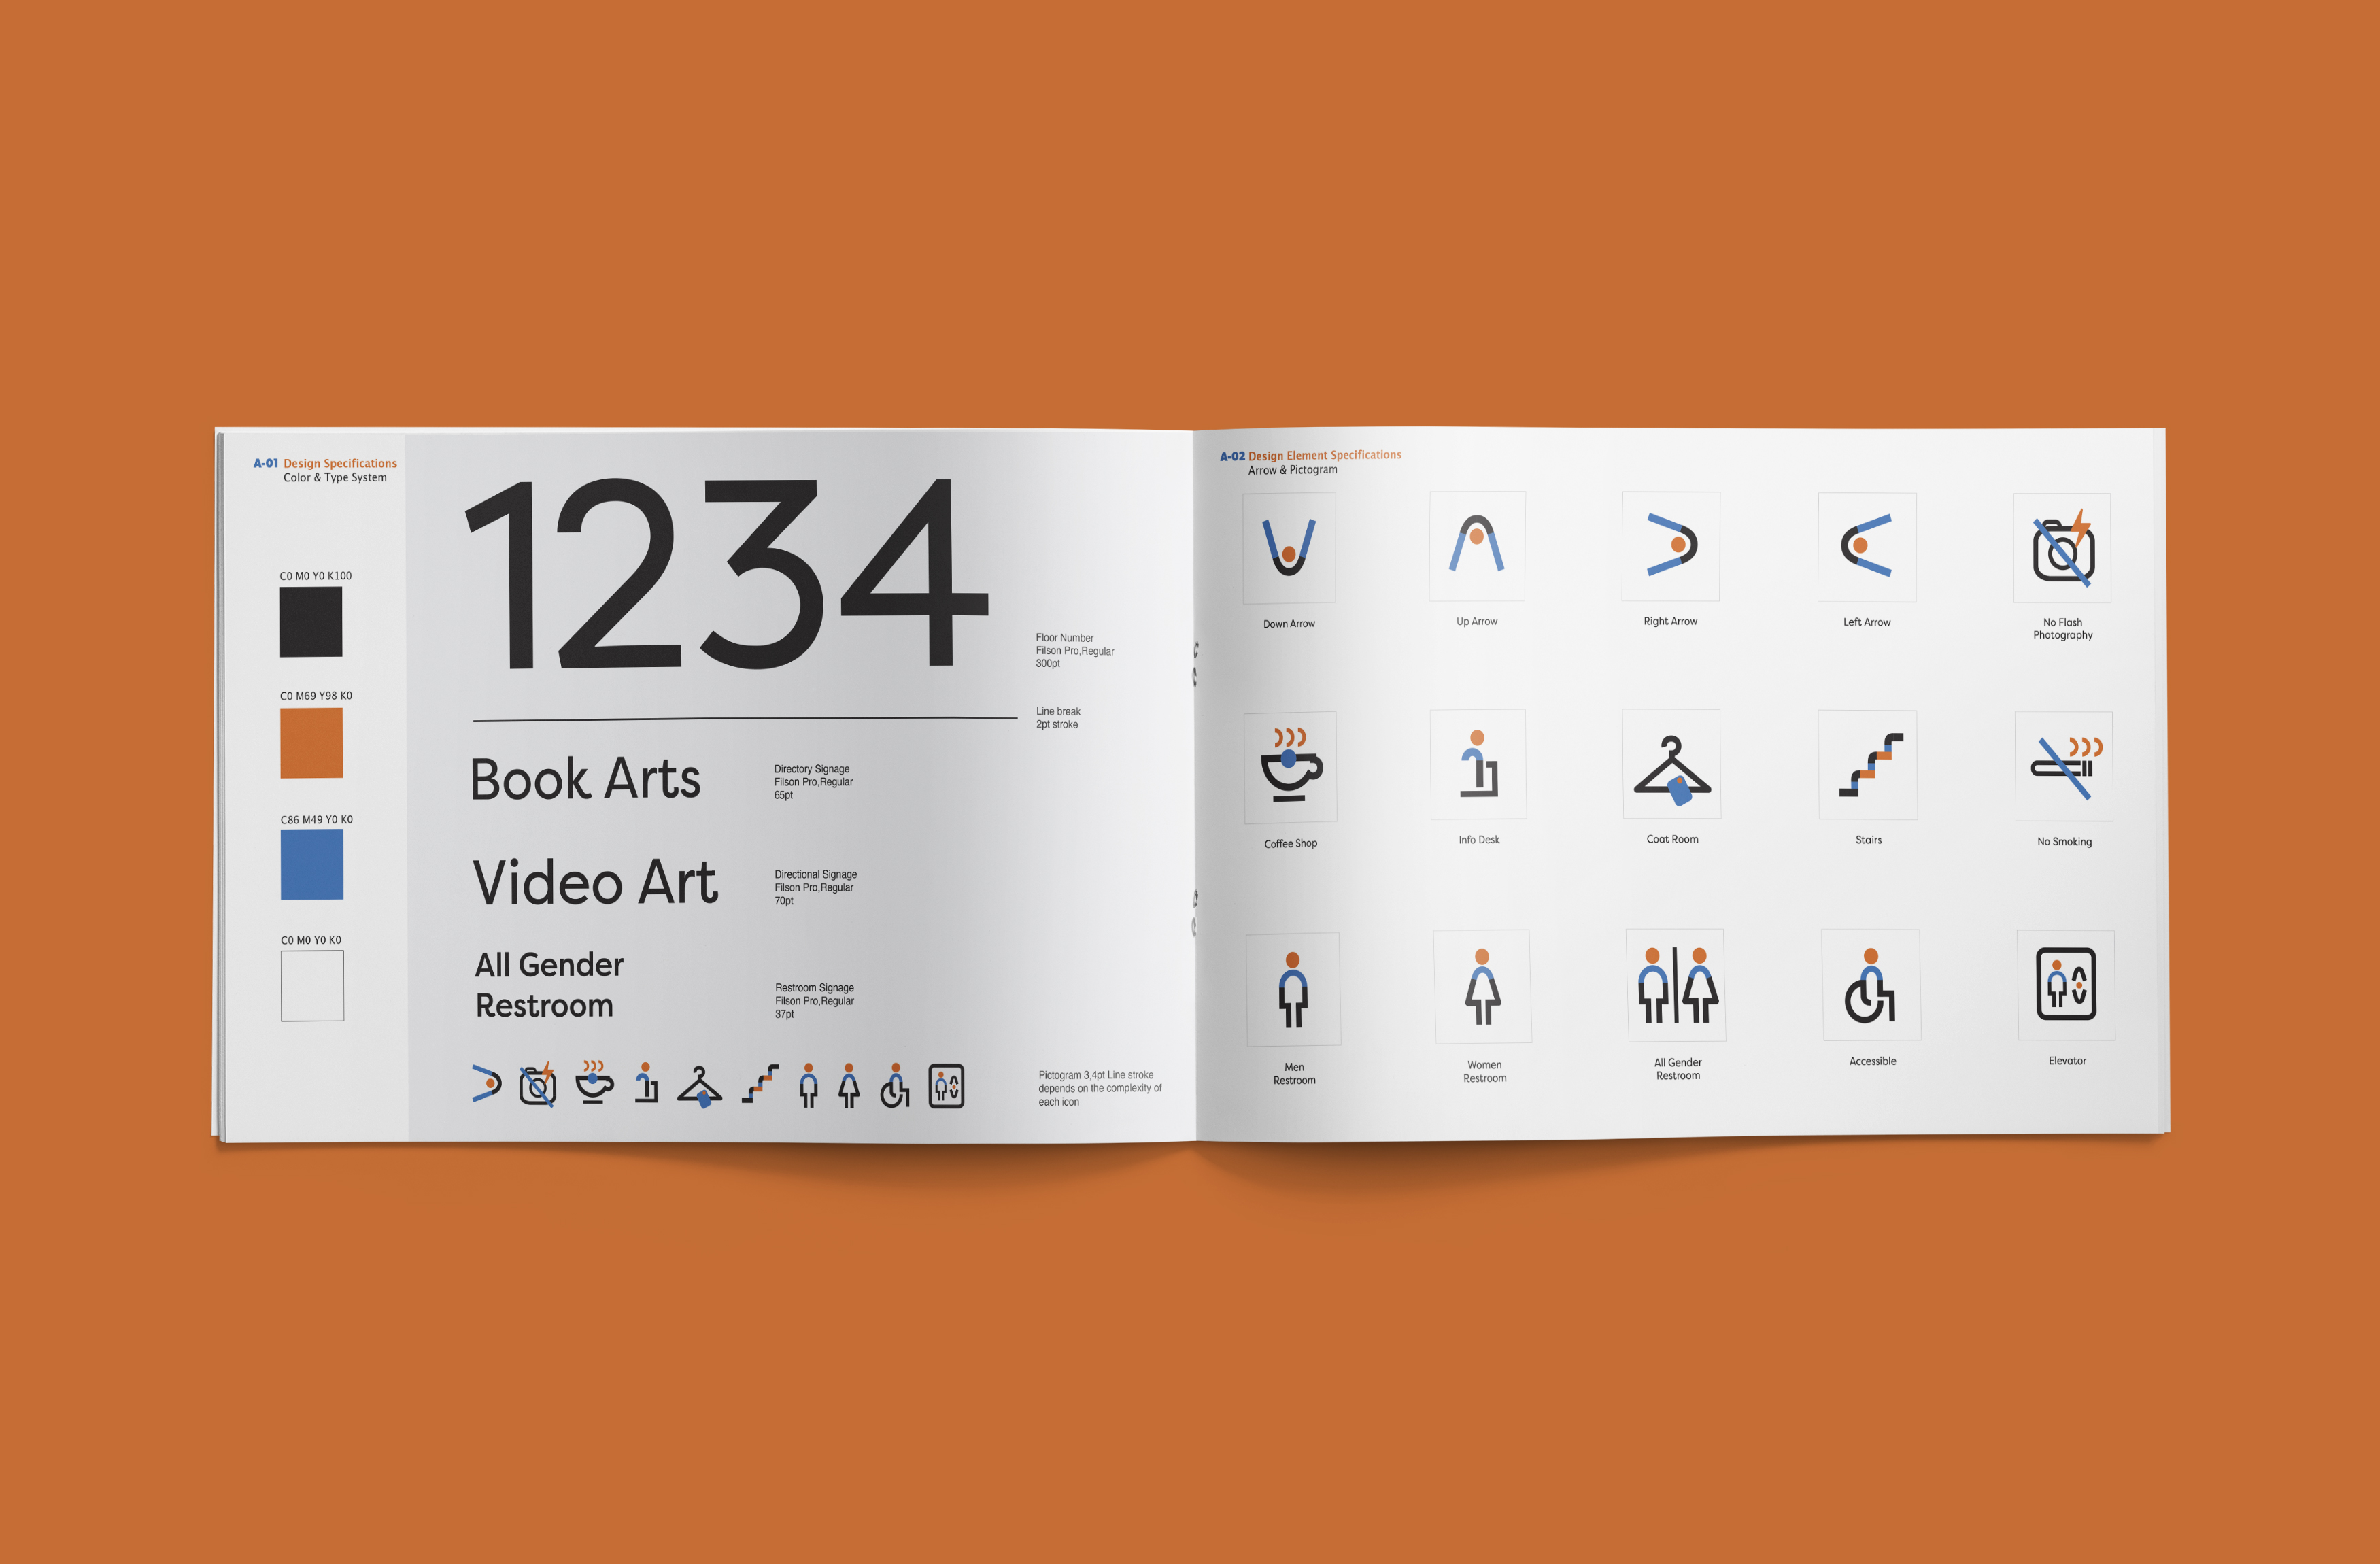 A-01 Design Specifications
Color & Type System
C0 M0 Y0 K100
C0 M69 Y98 K0
C86 M49 Y0 K0
C0 M0 Y0 K0
1234
Floor Number
Filson Pro,Regular
300pt
Line break
2pt stroke
Book Arts
Directory Signage
Filson Pro,Regular
65pt
Video Art
Directional Signage
Filson Pro,Regular
70pt
All Gender
Restroom
Restroom Signage
Filson Pro,Regular
37pt
Pictogram 3,4pt Line stroke
depends on the complexity of
each icon
A-02 Design Element Specifications
Arrow & Pictogram
Down Arrow
Up Arrow
Right Arrow
Left Arrow
No Flash
Photography
Coffee Shop
Info Desk
Coat Room
Stairs
No Smoking
Men
Restroom
Women
Restroom
All Gender
Restroom
Accessible
Elevator